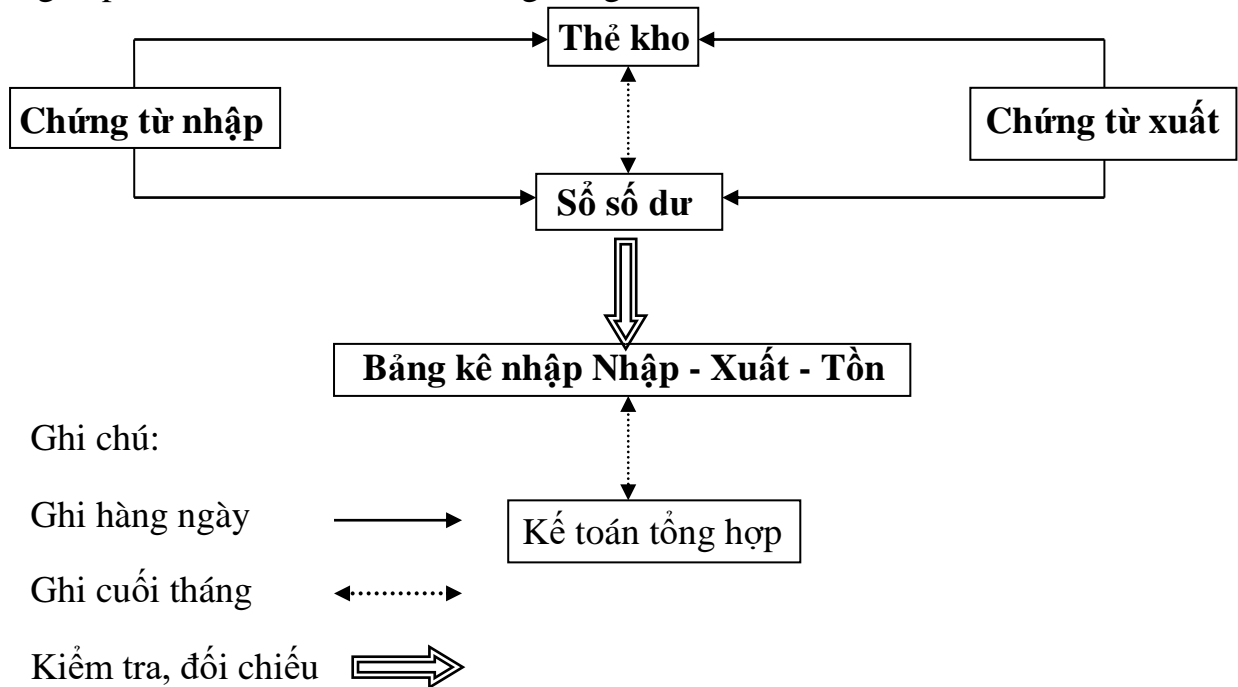 Thẻ kho
Chứng từ nhập
Chứng từ xuất
Sổ số dư
Bảng kê nhập Nhập - Xuất - Tồn
Ghi chú:
Ghi hàng ngày
Kế toán tổng hợp
Ghi cuối tháng
Kiểm tra, đối chiếu